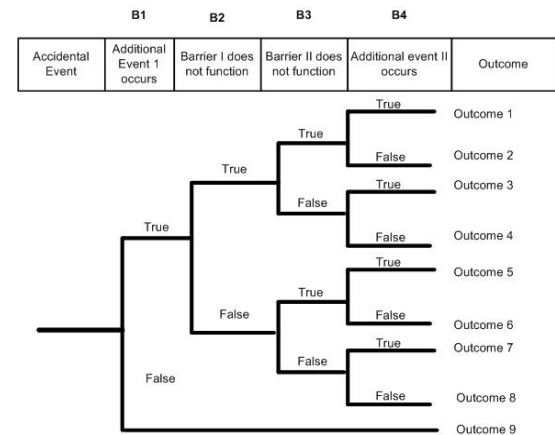 B1 B2 B3 B4
Accidental Event
Additional Event 1 occurs
Barrier I does not function
Barrier II does not function
Additional event II occurs
Outcome
True
Outcome 1
True
False
Outcome 2
True
True
Outcome 3
False
False
Outcome 4
True
True
Outcome 5
True
False
False
Outcome 6
True
Outcome 7
False
False
False
Outcome 8
Outcome 9